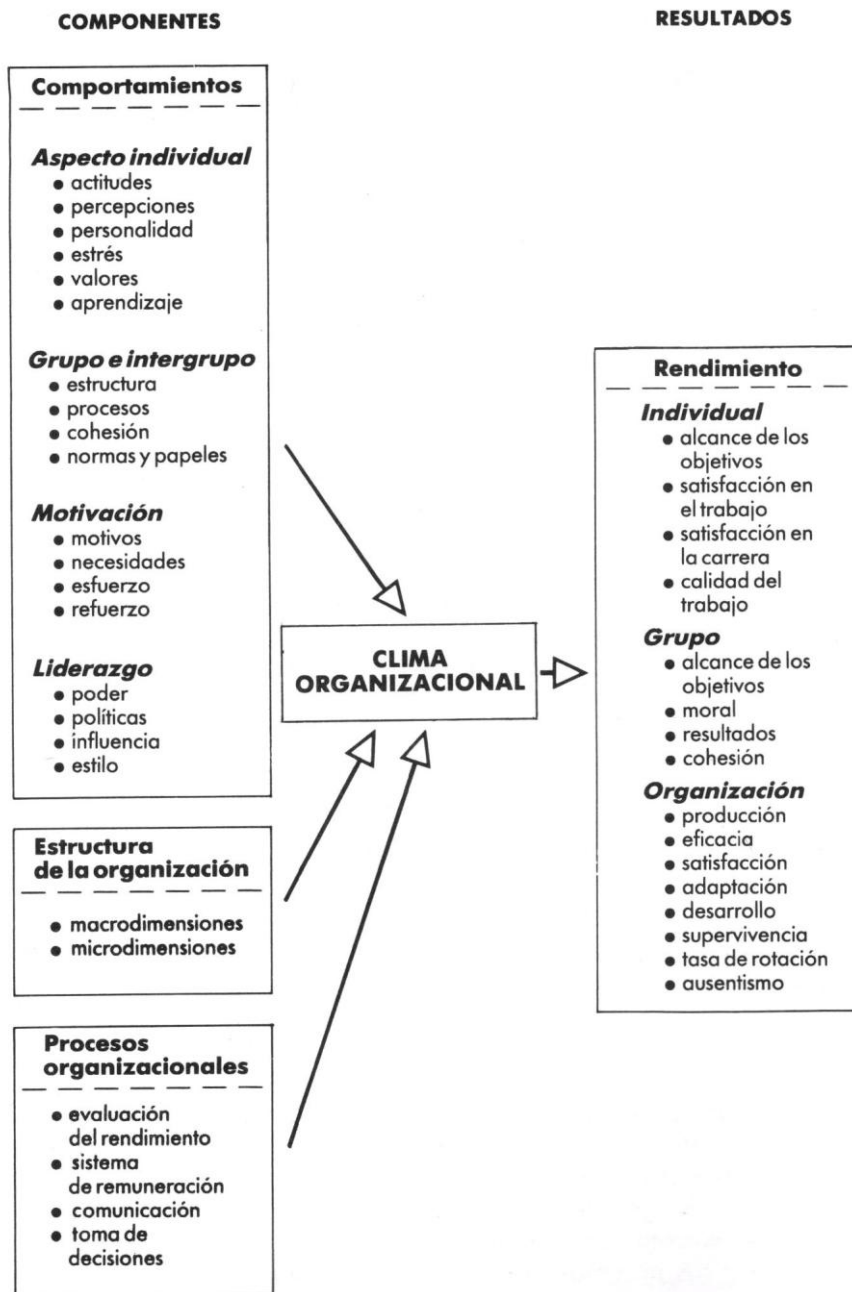 COMPONENTES
RESULTADOS
Comportamientos
Aspecto individual
• actitudes
• percepciones
• personalidad
• estrés
• valores
• aprendizaje
Grupo e intergrupo
• estructura
• procesos
• cohesión
• normas y papeles
Motivación
• motivos
• necesidades
• esfuerzo
• refuerzo
Liderazgo
• poder
• políticas
• influencia
• estilo
Estructura
de la organización
• macrodimensiones
• microdimensiones
Procesos
organizacionales
• evaluación
del rendimiento
• sistema
de remuneración
• comunicación
• toma de
decisiones
CLIMA
ORGANIZACIONAL
Rendimiento
Individual
• alcance de los
objetivos
• satisfacción en
el trabajo
• satisfacción en
la carrera
• calidad del
trabajo
Grupo
• alcance de los
objetivos
• moral
• resultados
• cohesión
Organización
• producción
• eficacia
• satisfacción
• adaptación
• desarrollo
• supervivencia
• tasa de rotación
• ausentismo